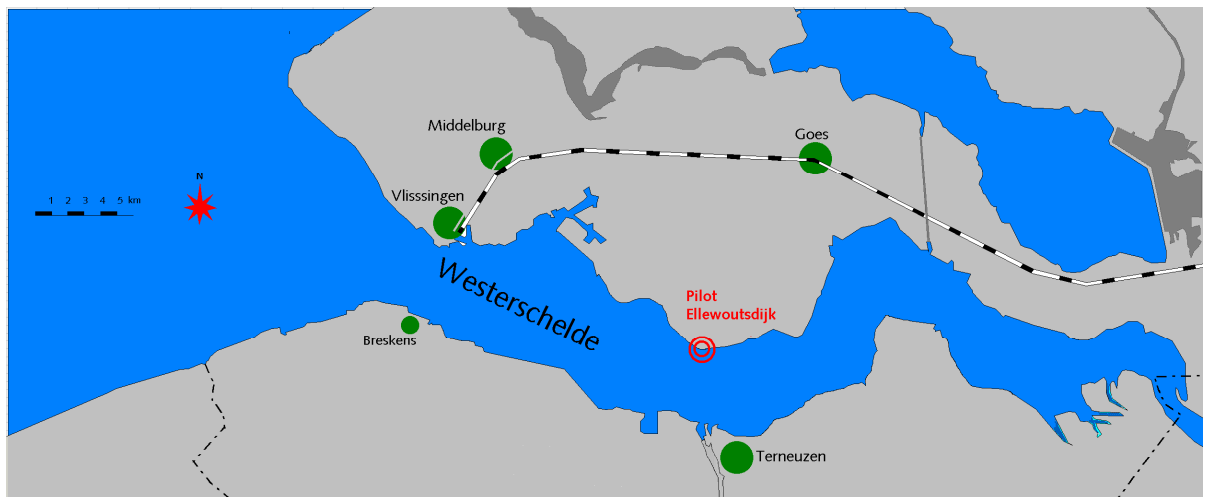 Middelburg
Goes
N
1 2 3 4 5 km
Vlisssingen
Westerschelde
Pilot
Ellewoutsdijk
Breskens
Terneuzen